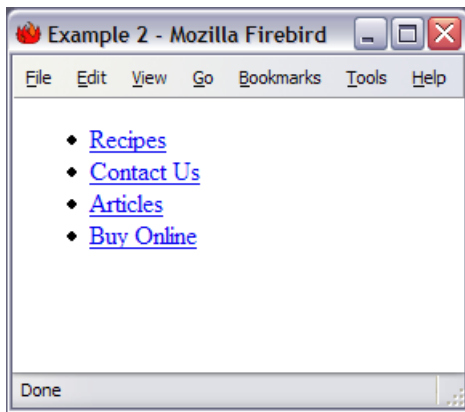 Example 2 - Mozilla Firebird
File Edit View Go Bookmarks Tools Help
• Recipes
• Contact Us
• Articles
• Buy Online
Done